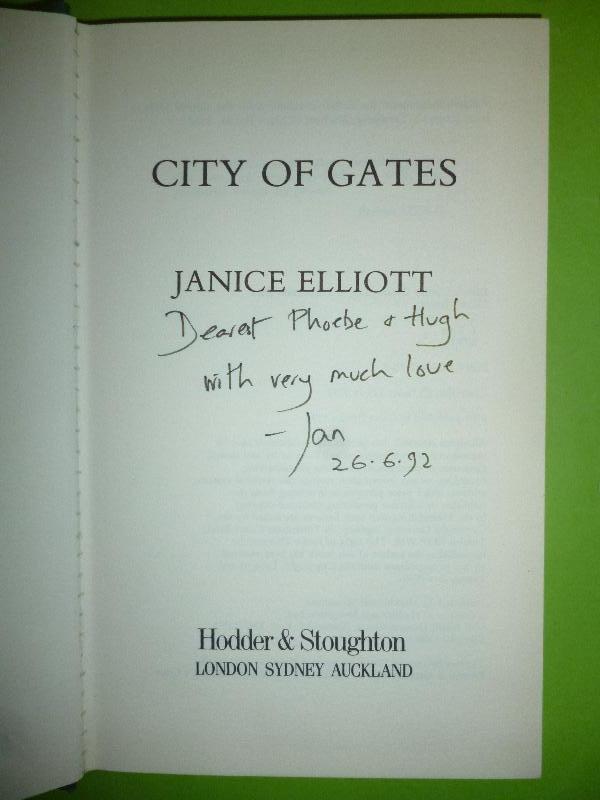 CITY OF GATES
JANICE ELLIOTT
Dearest Phoebe & Hugh
with very much love
– Jan
26.6.92
Hodder & Stoughton
LONDON SYDNEY AUCKLAND